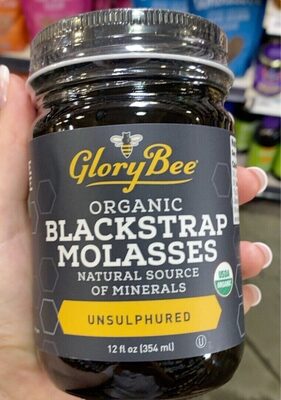 GloryBee
ORGANIC
BLACKSTRAP
MOLASSES
NATURAL SOURCE
OF MINERALS
USDA
ORGANIC
UNSULPHURED
12 fl oz (354 ml)
U